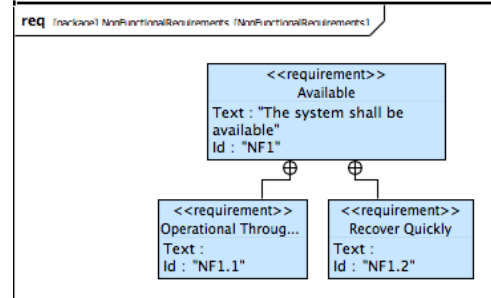 req [package] NonFunctionalRequirements [NonFunctionalRequirements]
<<requirement>>
Available
Text : "The system shall be
available"
Id : "NF1"
<<requirement>>
Operational Throug...
Text :
Id : "NF1.1"
<<requirement>>
Recover Quickly
Text :
Id : "NF1.2"